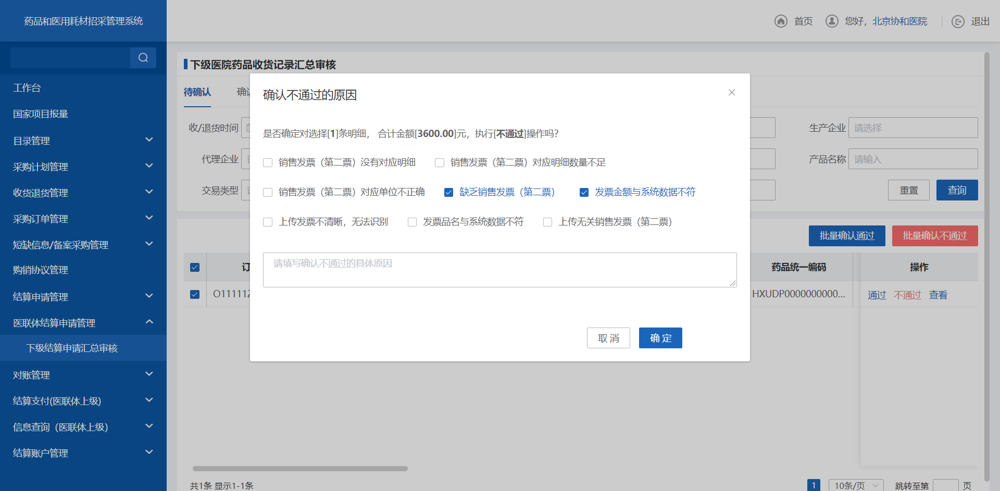 药品和医用耗材招采管理系统
首页
您好，北京协和医院
退出
工作台
国家项目报量
目录管理
采购计划管理
收货退货管理
采购订单管理
短缺信息/备案采购管理
购销协议管理
结算申请管理
医联体结算申请管理
下级结算申请汇总审核
对账管理
结算支付(医联体上级)
信息查询（医联体上级）
结算账户管理
下级医院药品收货记录汇总审核
待确认
收/退货时间
生产企业
请选择
代理企业
产品名称
请输入
交易类型
重置
查询
批量确认通过
批量确认不通过
药品统一编码
操作
O111112
HXUDP0000000000...
通过 不通过 查看
确认不通过的原因
是否确定对选择[1]条明细， 合计金额[3600.00]元，执行[不通过]操作吗？
销售发票（第二票）没有对应明细
销售发票（第二票）对应明细数量不足
销售发票（第二票）对应单位不正确
缺乏销售发票（第二票）
发票金额与系统数据不符
上传发票不清晰，无法识别
发票品名与系统数据不符
上传无关销售发票（第二票）
请填写确认不通过的具体原因
取 消
确 定
共1条 显示1-1条
1
10条/页
跳转至第
页